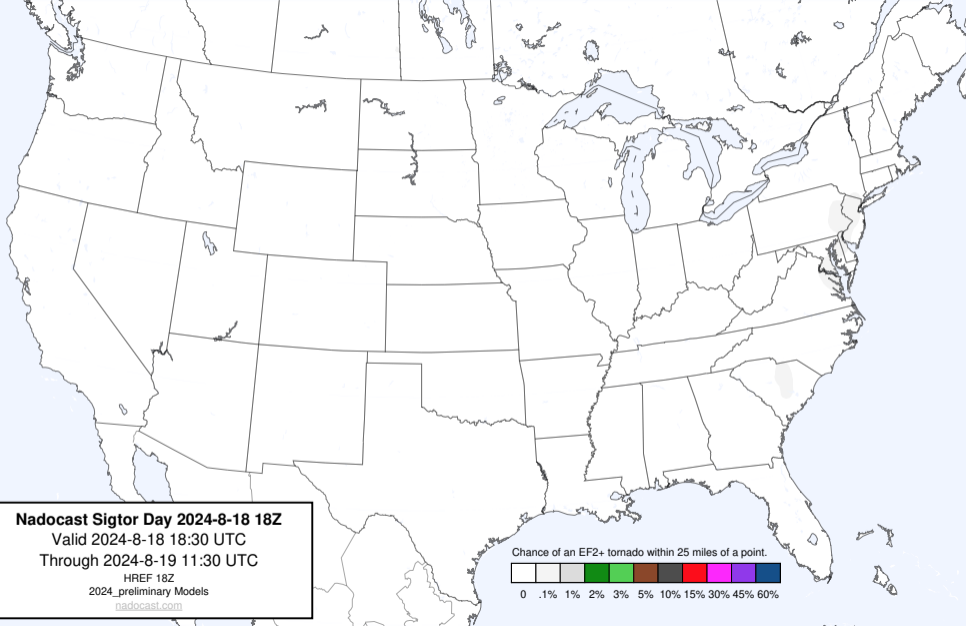 Nadocast Sigtor Day 2024-8-18 18Z
Valid 2024-8-18 18:30 UTC
Through 2024-8-19 11:30 UTC
HREF 18Z
2024_preliminary Models
nadocast.com
Chance of an EF2+ tornado within 25 miles of a point.
0 .1% 1% 2% 3% 5% 10% 15% 30% 45% 60%